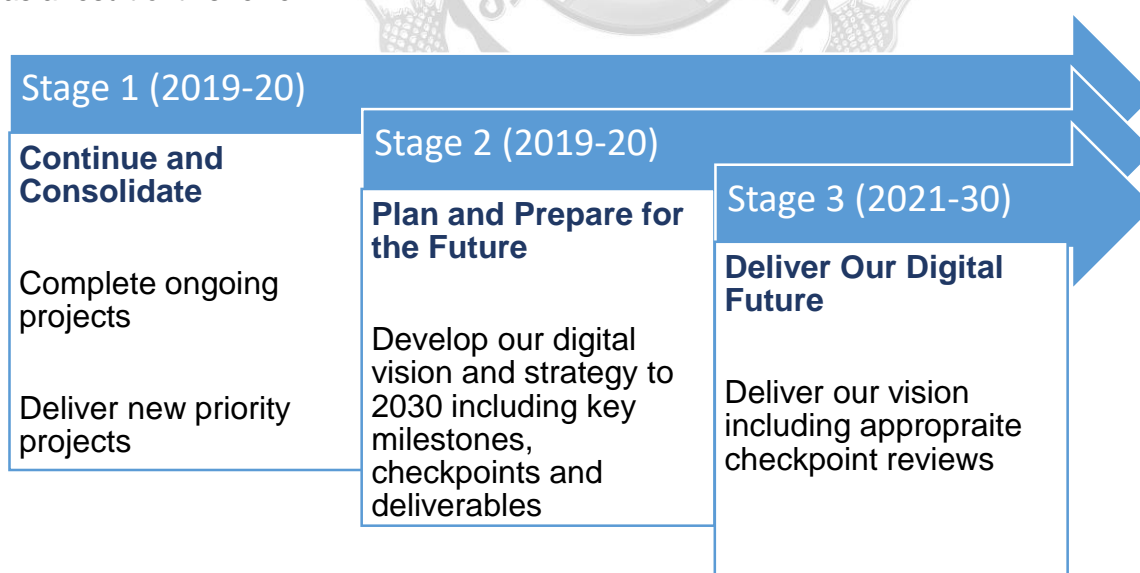 Stage 1 (2019-20)
Continue and
Consolidate
Complete ongoing
projects
Deliver new priority
projects
Stage 2 (2019-20)
Plan and Prepare for
the Future
Develop our digital
vision and strategy to
2030 including key
milestones,
checkpoints and
deliverables
Stage 3 (2021-30)
Deliver Our Digital
Future
Deliver our vision
including appropraite
checkpoint reviews